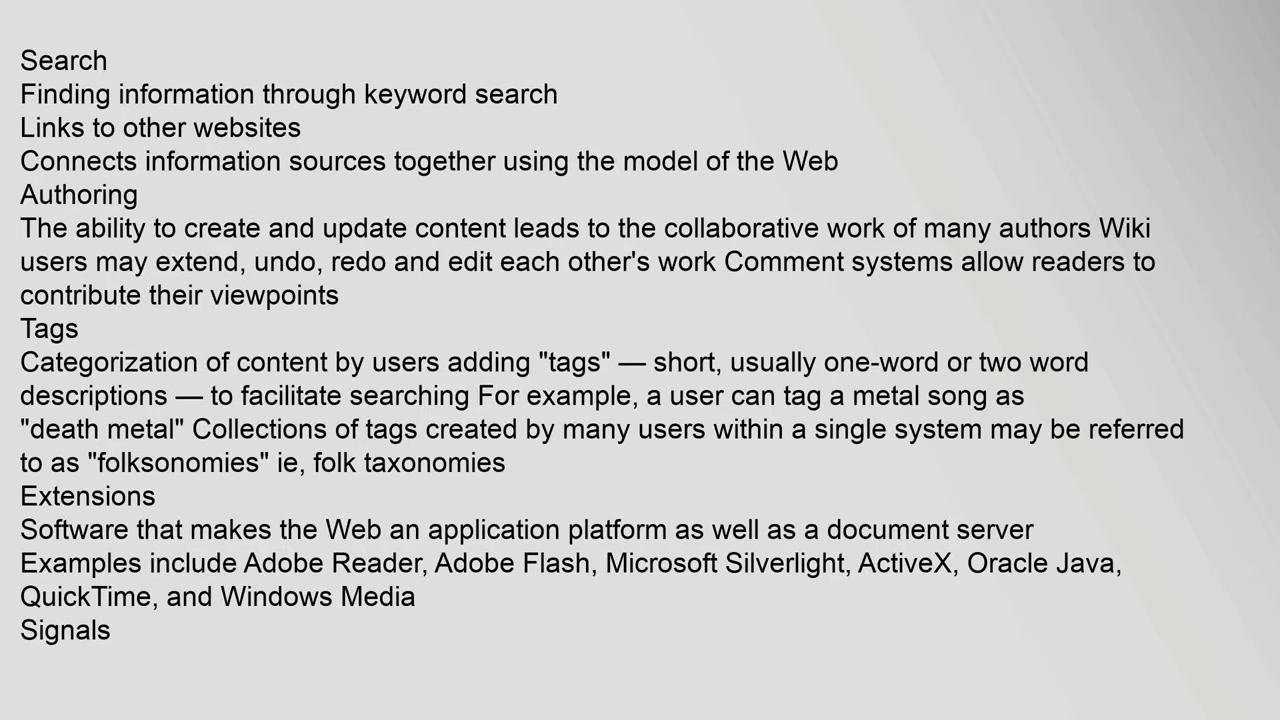 Search
Finding information through keyword search
Links to other websites
Connects information sources together using the model of the Web
Authoring
The ability to create and update content leads to the collaborative work of many authors Wiki
users may extend, undo, redo and edit each other's work Comment systems allow readers to
contribute their viewpoints
Tags
Categorization of content by users adding "tags" — short, usually one-word or two word
descriptions — to facilitate searching For example, a user can tag a metal song as
"death metal" Collections of tags created by many users within a single system may be referred
to as "folksonomies" ie, folk taxonomies
Extensions
Software that makes the Web an application platform as well as a document server
Examples include Adobe Reader, Adobe Flash, Microsoft Silverlight, ActiveX, Oracle Java,
QuickTime, and Windows Media
Signals